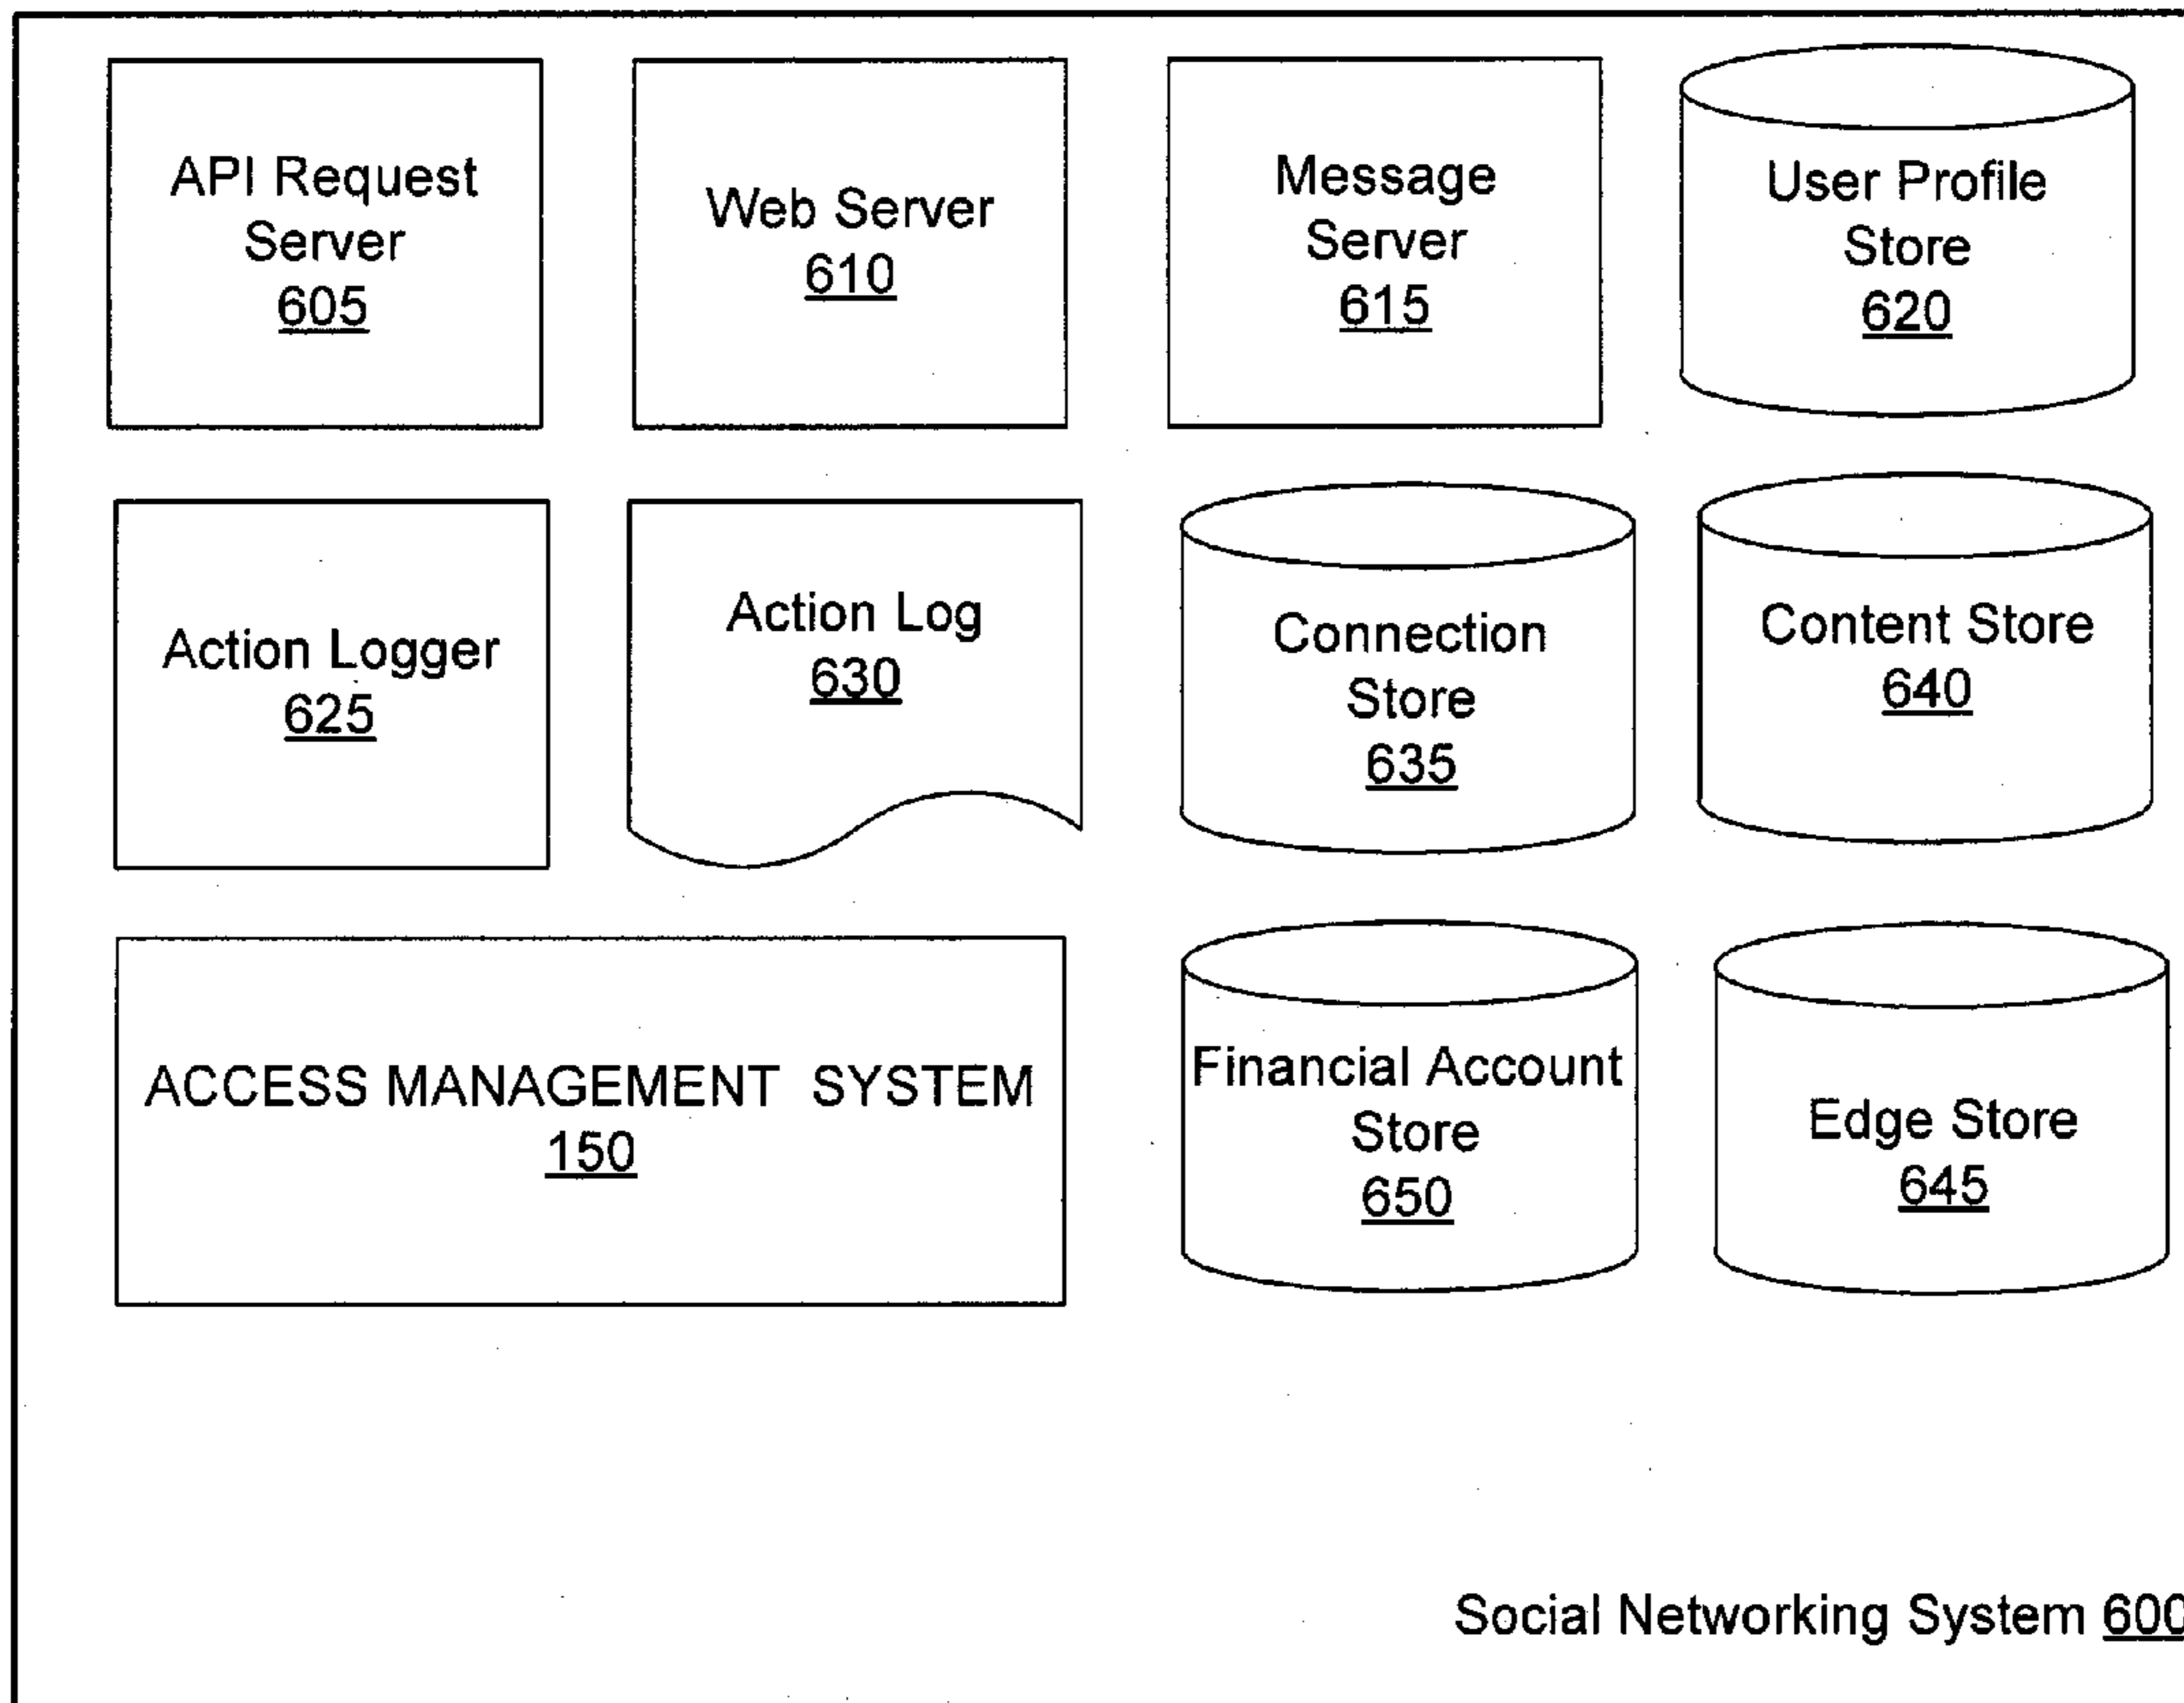 API Request
Server
605
Web Server
610
Message
Server
615
User Profile
Store
620
Action Logger
625
Action Log
630
Connection
Store
635
Content Store
640
ACCESS MANAGEMENT SYSTEM
150
Financial Account
Store
650
Edge Store
645
Social Networking System 600